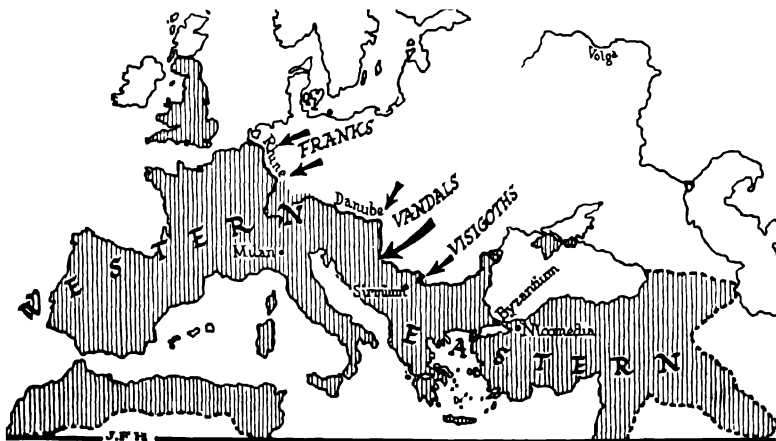 Volga
FRANKS
Rhine
Danube
VANDALS
VISIGOTHS
WESTERN
Milan
Sirmium
Byzantium
Nicomedia
EASTERN
J.F.H.